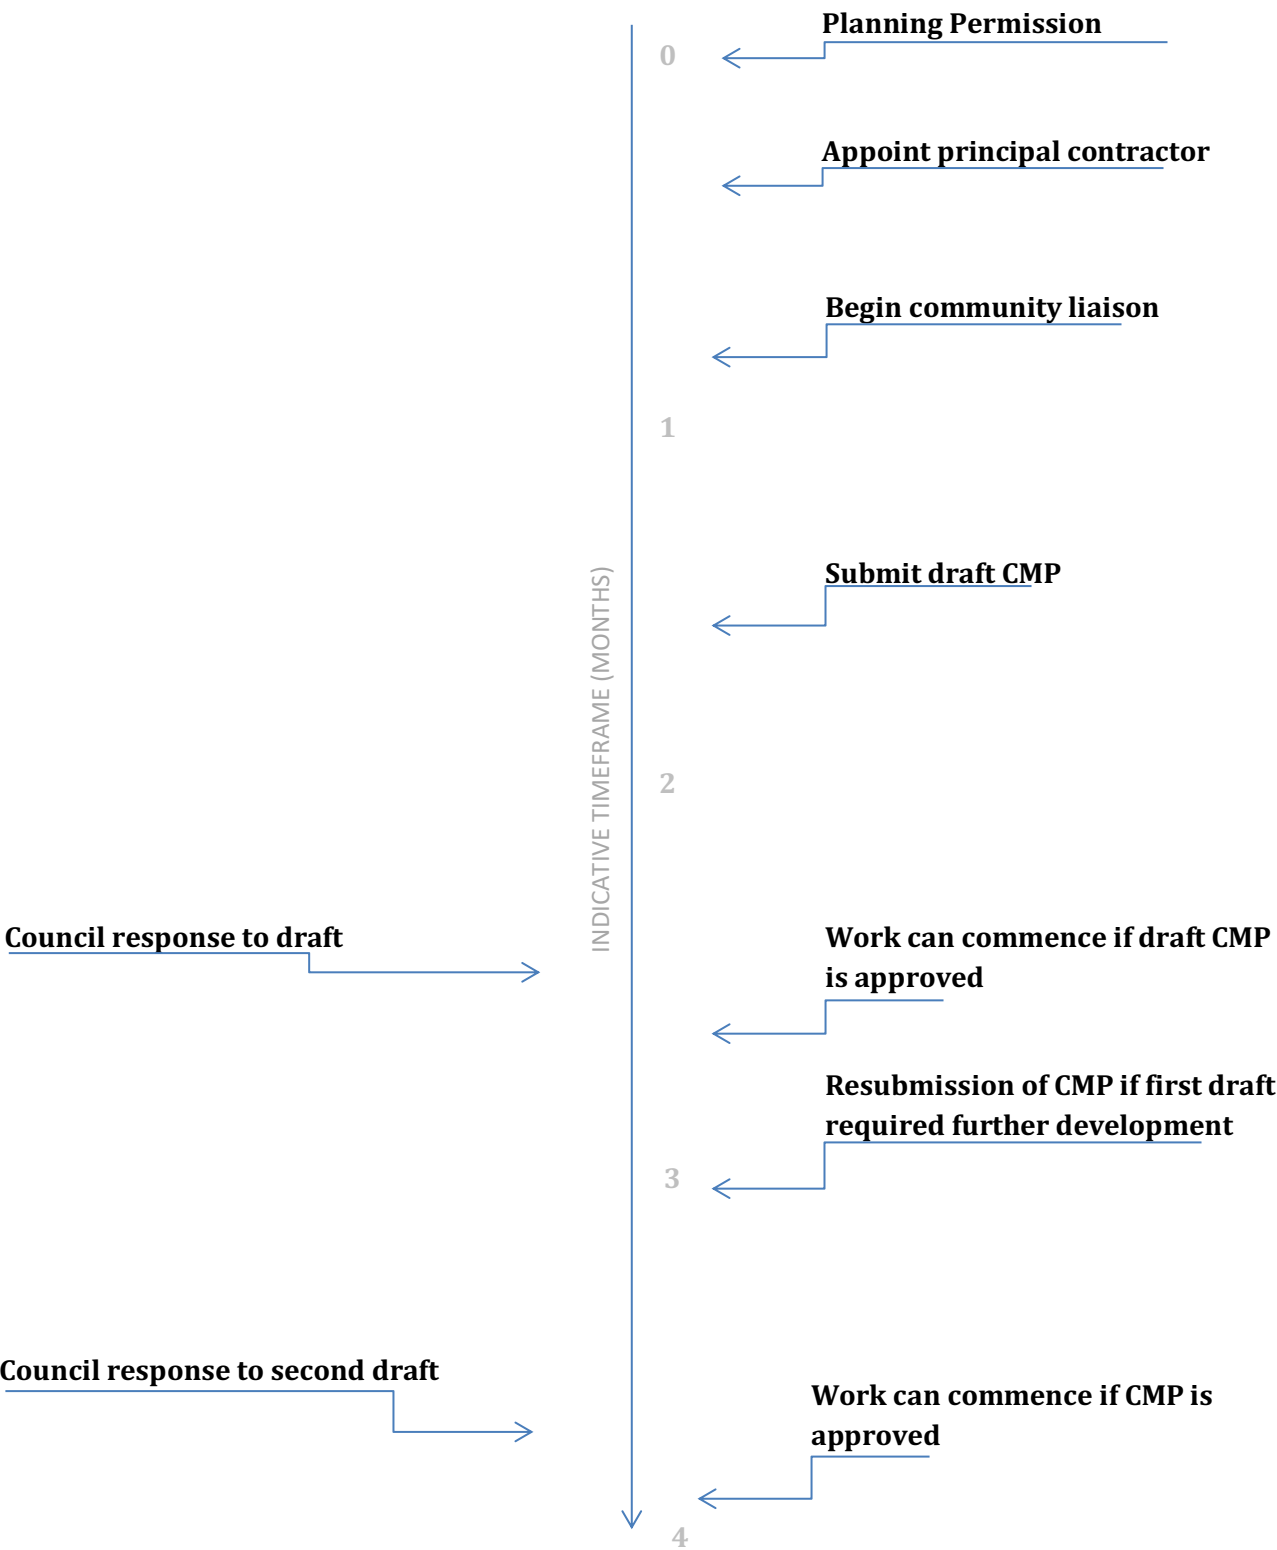 Planning Permission
0
Appoint principal contractor
Begin community liaison
1
Submit draft CMP
INDICATIVE TIMEFRAME (MONTHS)
2
Council response to draft
Work can commence if draft CMP
is approved
Resubmission of CMP if first draft
required further development
3
Council response to second draft
Work can commence if CMP is
approved
4